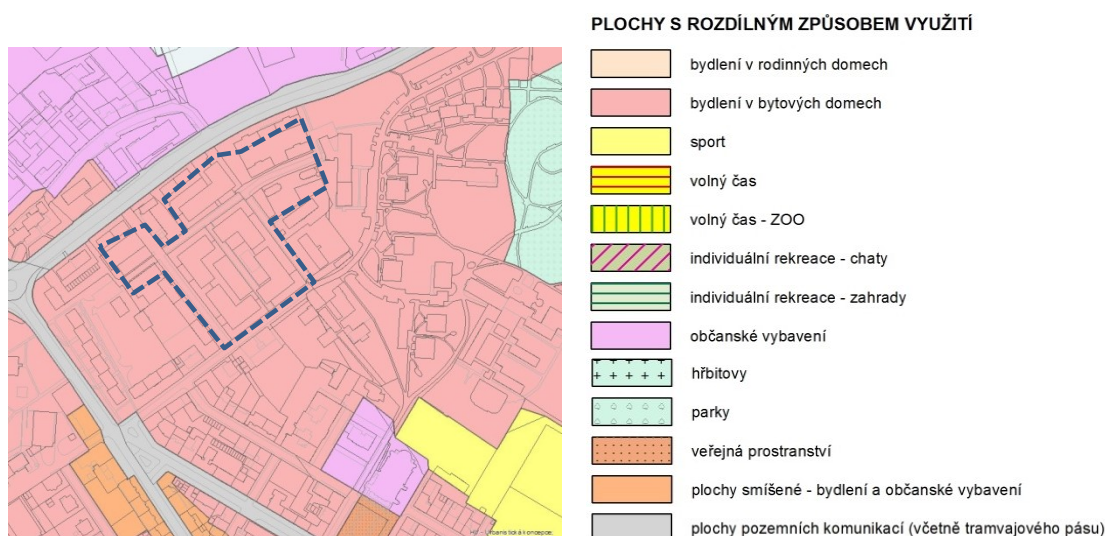 PLOCHY S ROZDÍLNÝM ZPŮSOBEM VYUŽITÍ
bydlení v rodinných domech
bydlení v bytových domech
sport
volný čas
volný čas - ZOO
individuální rekreace - chaty
individuální rekreace - zahrady
občanské vybavení
hřbitovy
parky
veřejná prostranství
plochy smíšené - bydlení a občanské vybavení
plochy pozemních komunikací (včetně tramvajového pásu)